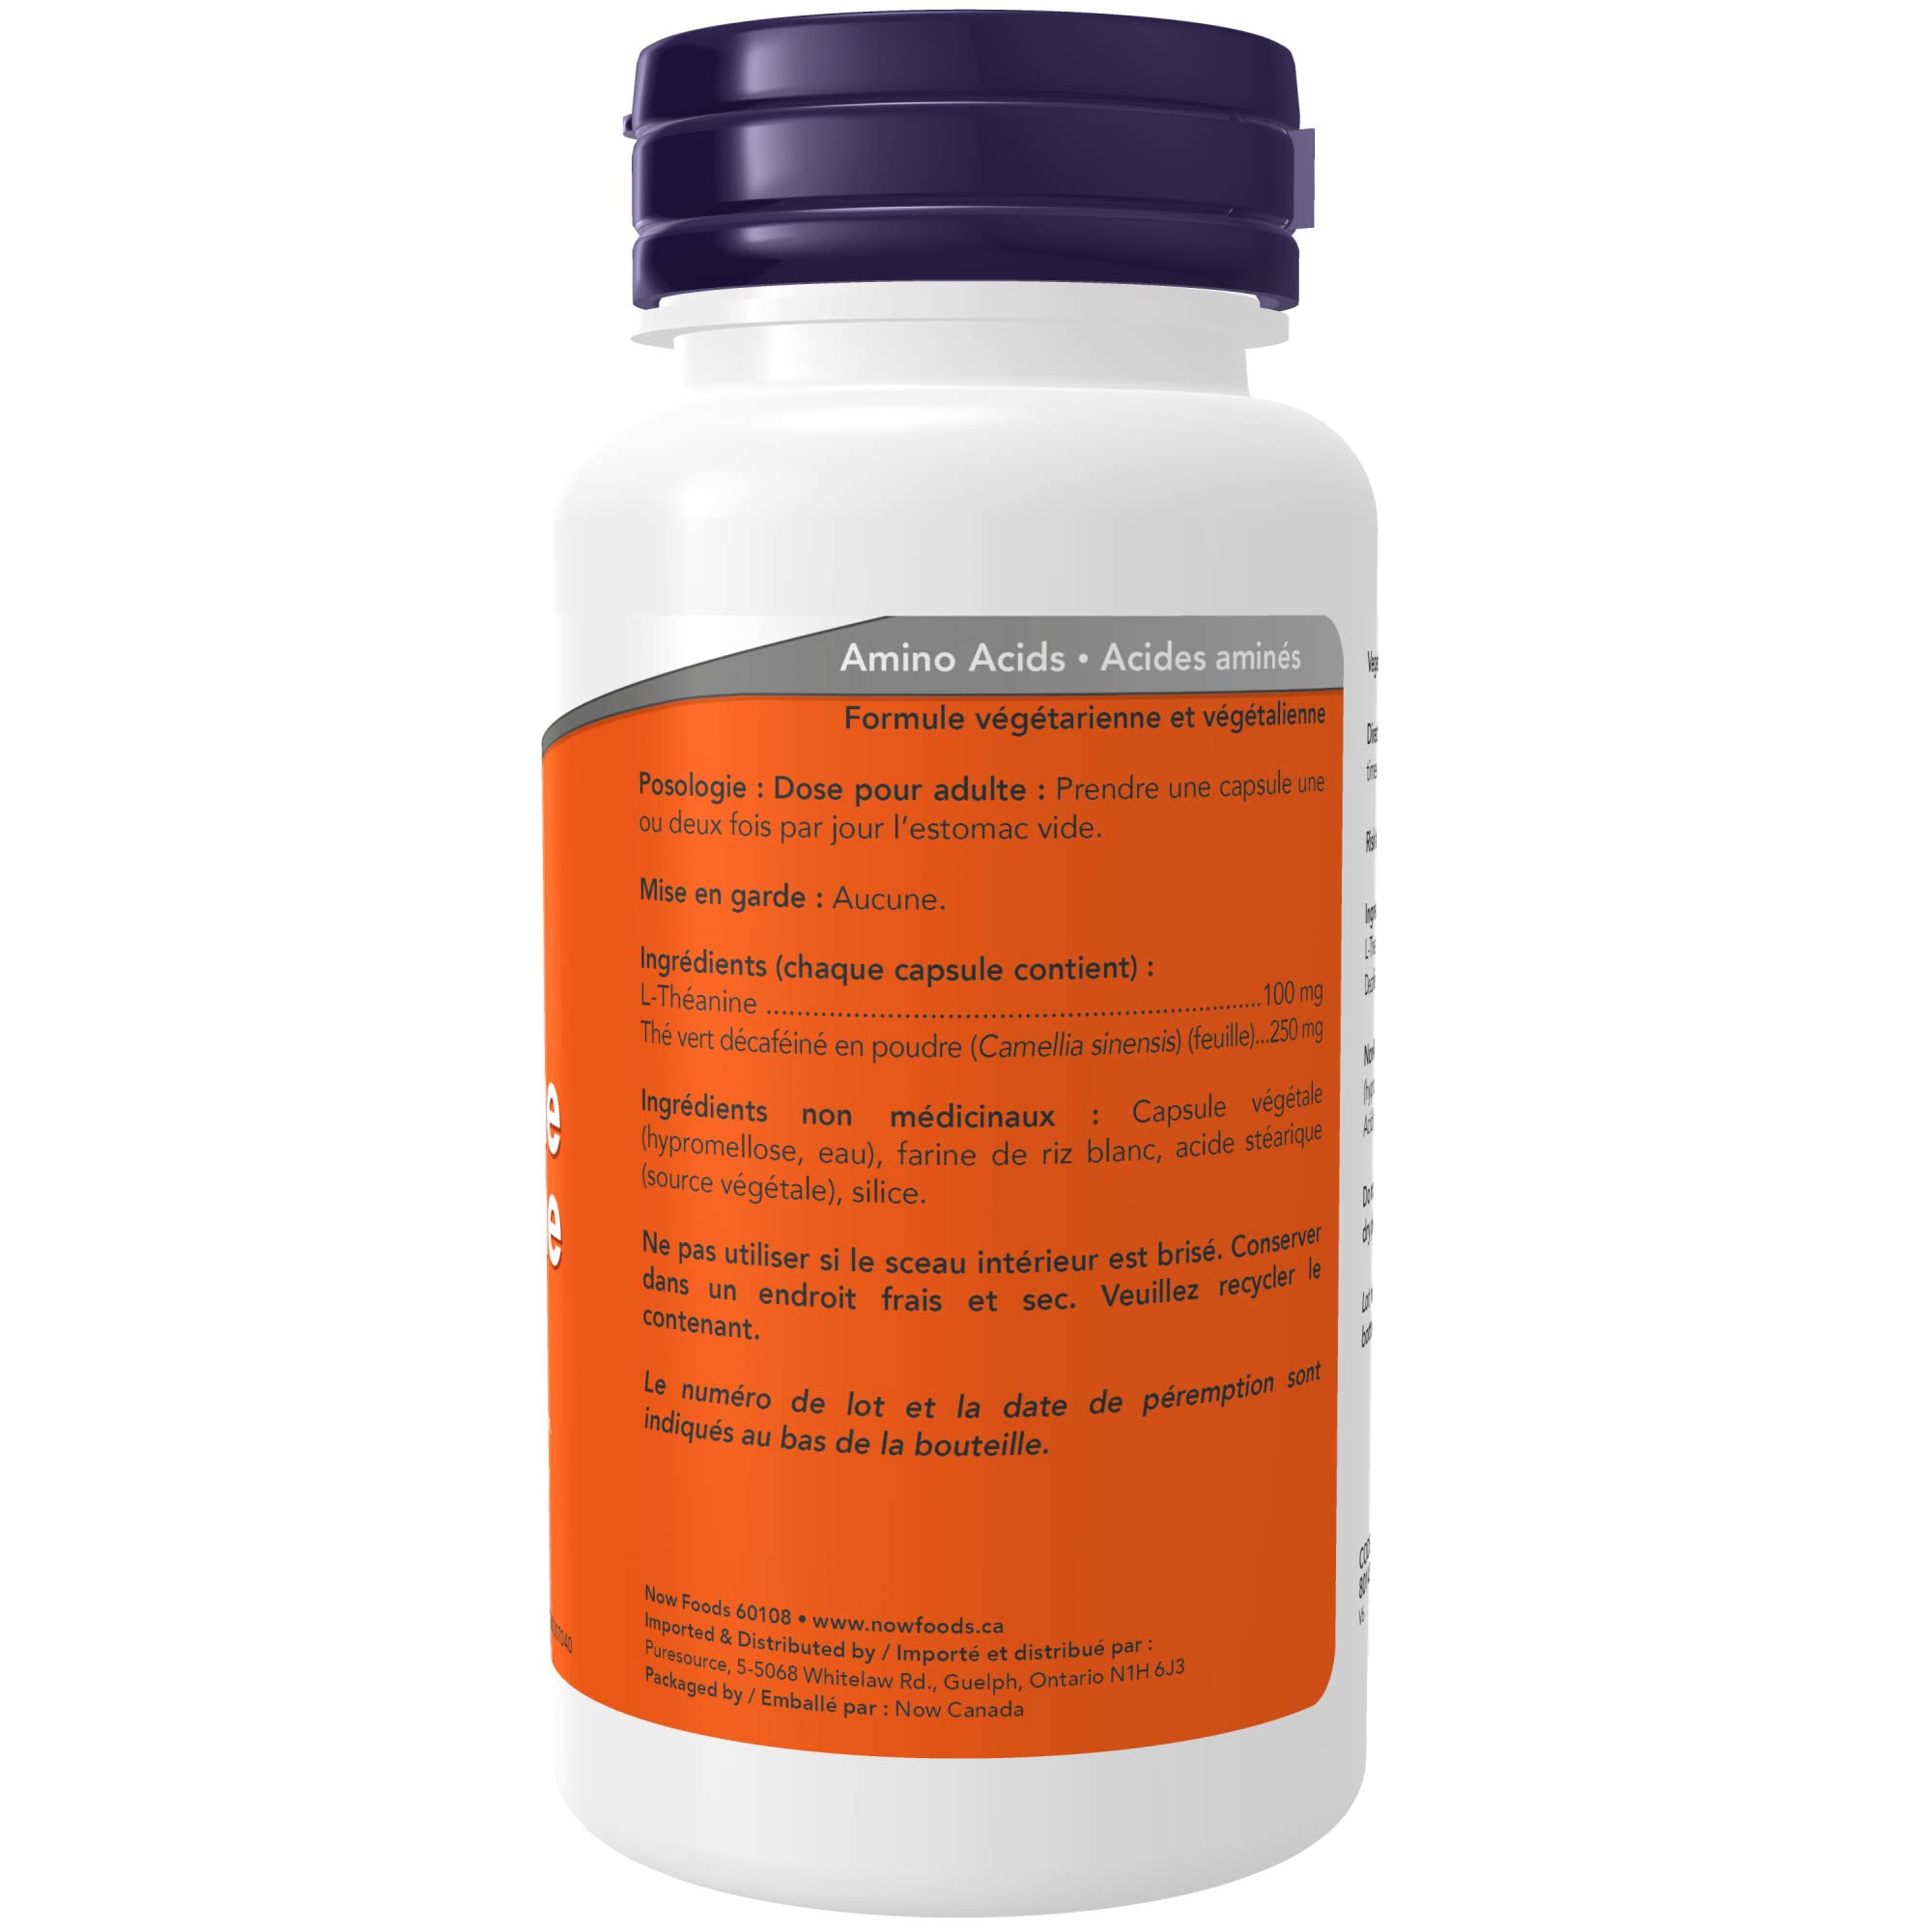 Amino Acids • Acides aminés
Formule végétarienne et végétalienne
Posologie : Dose pour adulte : Prendre une capsule une
ou deux fois par jour l'estomac vide.
Mise en garde : Aucune.
Ingrédients (chaque capsule contient) :
L-Théanine ..................................................................100 mg
Thé vert décaféiné en poudre (Camellia sinensis) (feuille)...250 mg
Ingrédients non médicinaux : Capsule végétale
(hypromellose, eau), farine de riz blanc, acide stéarique
(source végétale), silice.
Ne pas utiliser si le sceau intérieur est brisé. Conserver
dans un endroit frais et sec. Veuillez recycler le
contenant.
Le numéro de lot et la date de péremption sont
indiqués au bas de la bouteille.
Now Foods 60108 • www.nowfoods.ca
Imported & Distributed by / Importé et distribué par :
Puresource, 5-5068 Whitelaw Rd., Guelph, Ontario N1H 6J3
Packaged by / Emballé par : Now Canada